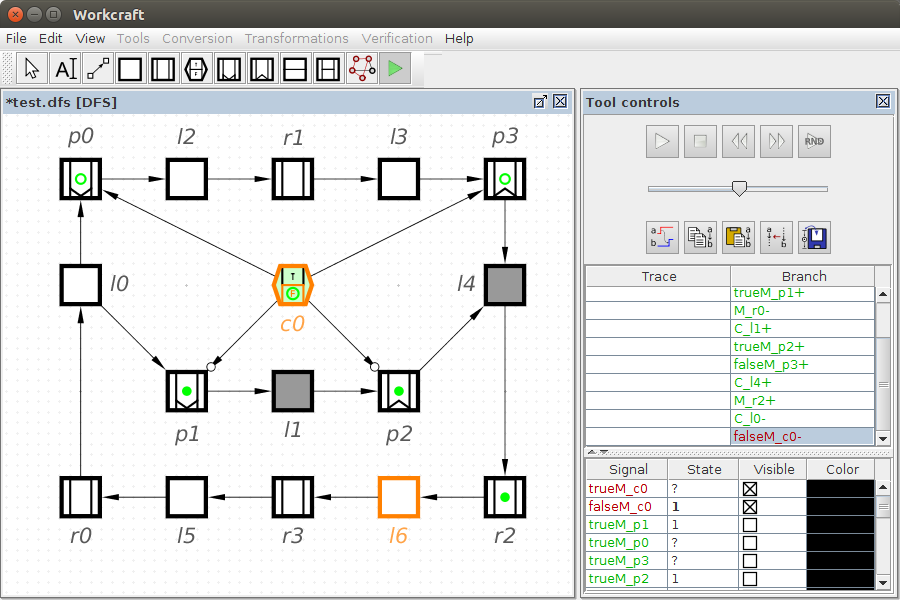 Workcraft
File Edit View Tools Conversion Transformations Verification Help
*test.dfs [DFS]
Tool controls
p0 l2 r1 l3 p3
l0 T F c0 l4
p1 l1 p2
r0 l5 r3 l6 r2
RND
Trace Branch
trueM_p1+
M_r0-
C_l1+
trueM_p2+
falseM_p3+
C_l4+
M_r2+
C_l0-
falseM_c0-
Signal State Visible Color
trueM_c0 ?
falseM_c0 1
trueM_p1 1
trueM_p0 ?
trueM_p3 ?
trueM_p2 1